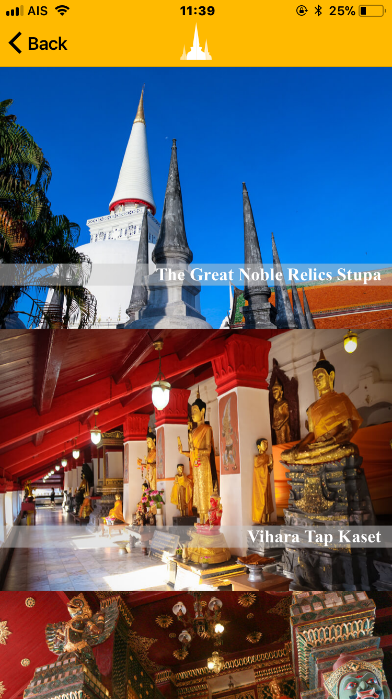 AIS 11:39 25%
Back
The Great Noble Relics Stupa
Vihara Tap Kaset